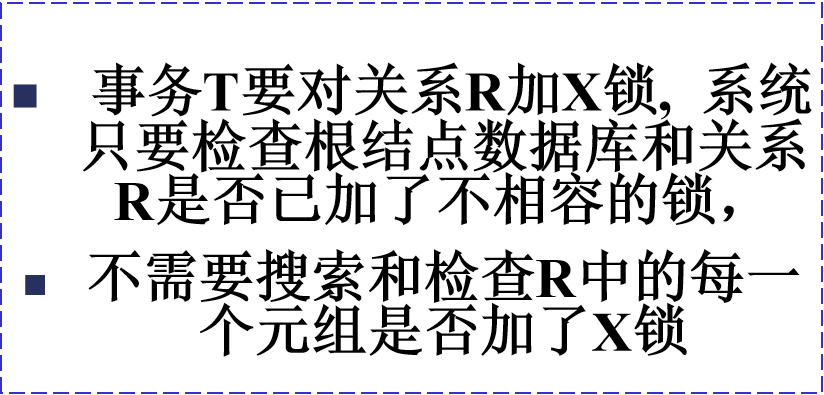 事务T要对关系R加X锁, 系统
只要检查根结点数据库和关系
R是否已加了不相容的锁，
不需要搜索和检查R中的每一
个元组是否加了X锁